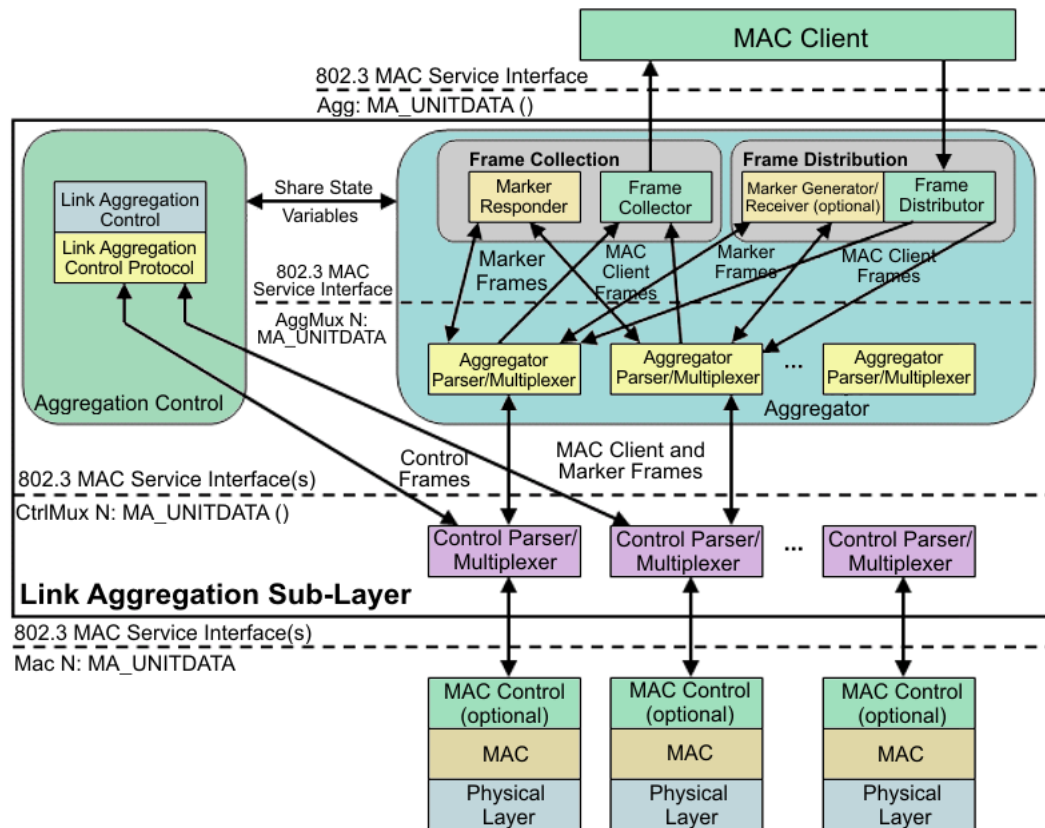 MAC Client
802.3 MAC Service Interface
Agg: MA_UNITDATA ()
Frame Collection
Marker
Responder
Frame
Collector
Frame Distribution
Marker Generator/
Receiver (optional)
Frame
Distributor
Link Aggregation
Control
Link Aggregation
Control Protocol
Share State
Variables
Marker
Frames
MAC
Client
Frames
Marker
Frames
MAC Client
Frames
802.3 MAC
Service Interface
AggMux N:
MA_UNITDATA
Aggregator
Parser/Multiplexer
Aggregator
Parser/Multiplexer
...
Aggregator
Parser/Multiplexer
Aggregation Control
Aggregator
Control
Frames
MAC Client and
Marker Frames
802.3 MAC Service Interface(s)
CtrlMux N: MA_UNITDATA ()
Control Parser/
Multiplexer
Control Parser/
Multiplexer
...
Control Parser/
Multiplexer
Link Aggregation Sub-Layer
802.3 MAC Service Interface(s)
Mac N: MA_UNITDATA
MAC Control
(optional)
MAC
Physical
Layer
MAC Control
(optional)
MAC
Physical
Layer
MAC Control
(optional)
MAC
Physical
Layer